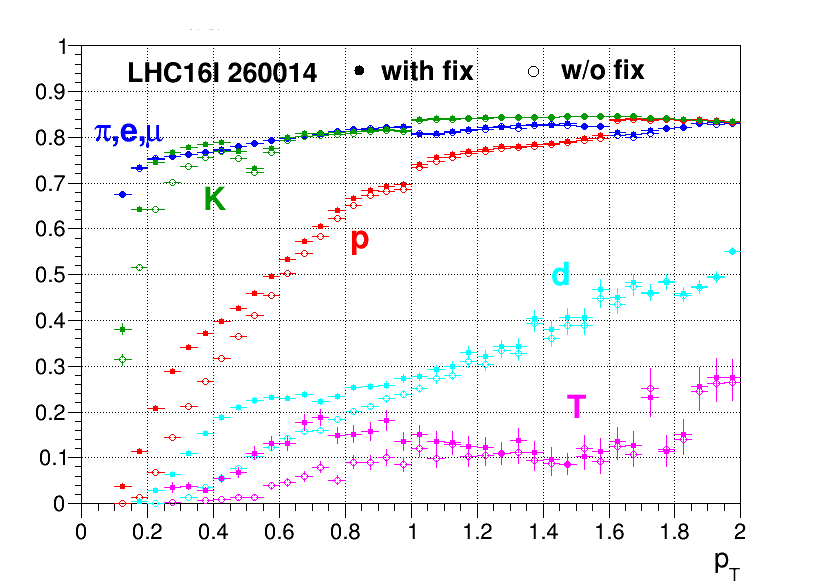 LHC16l 260014 with fix w/o fix
1
0.9
0.8
0.7
0.6
0.5
0.4
0.3
0.2
0.1
0
π,e,μ
K
p
d
T
0 0.2 0.4 0.6 0.8 1 1.2 1.4 1.6 1.8 2
p_T